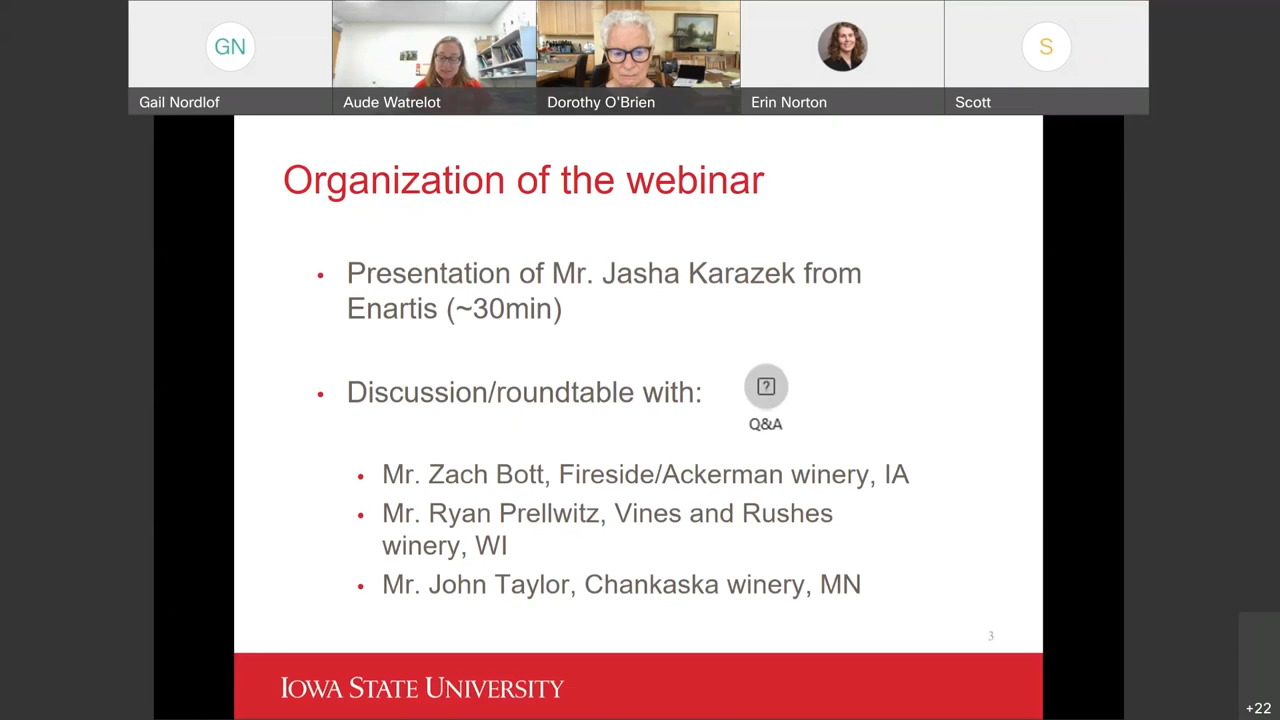 GN
S
Gail Nordlof
Aude Watrelot
Dorothy O'Brien
Erin Norton
Scott
Organization of the webinar
• Presentation of Mr. Jasha Karazek from
Enartis (~30min)
• Discussion/roundtable with:
?
Q&A
• Mr. Zach Bott, Fireside/Ackerman winery, IA
• Mr. Ryan Prellwitz, Vines and Rushes
winery, WI
• Mr. John Taylor, Chankaska winery, MN
3
IOWA STATE UNIVERSITY
+22